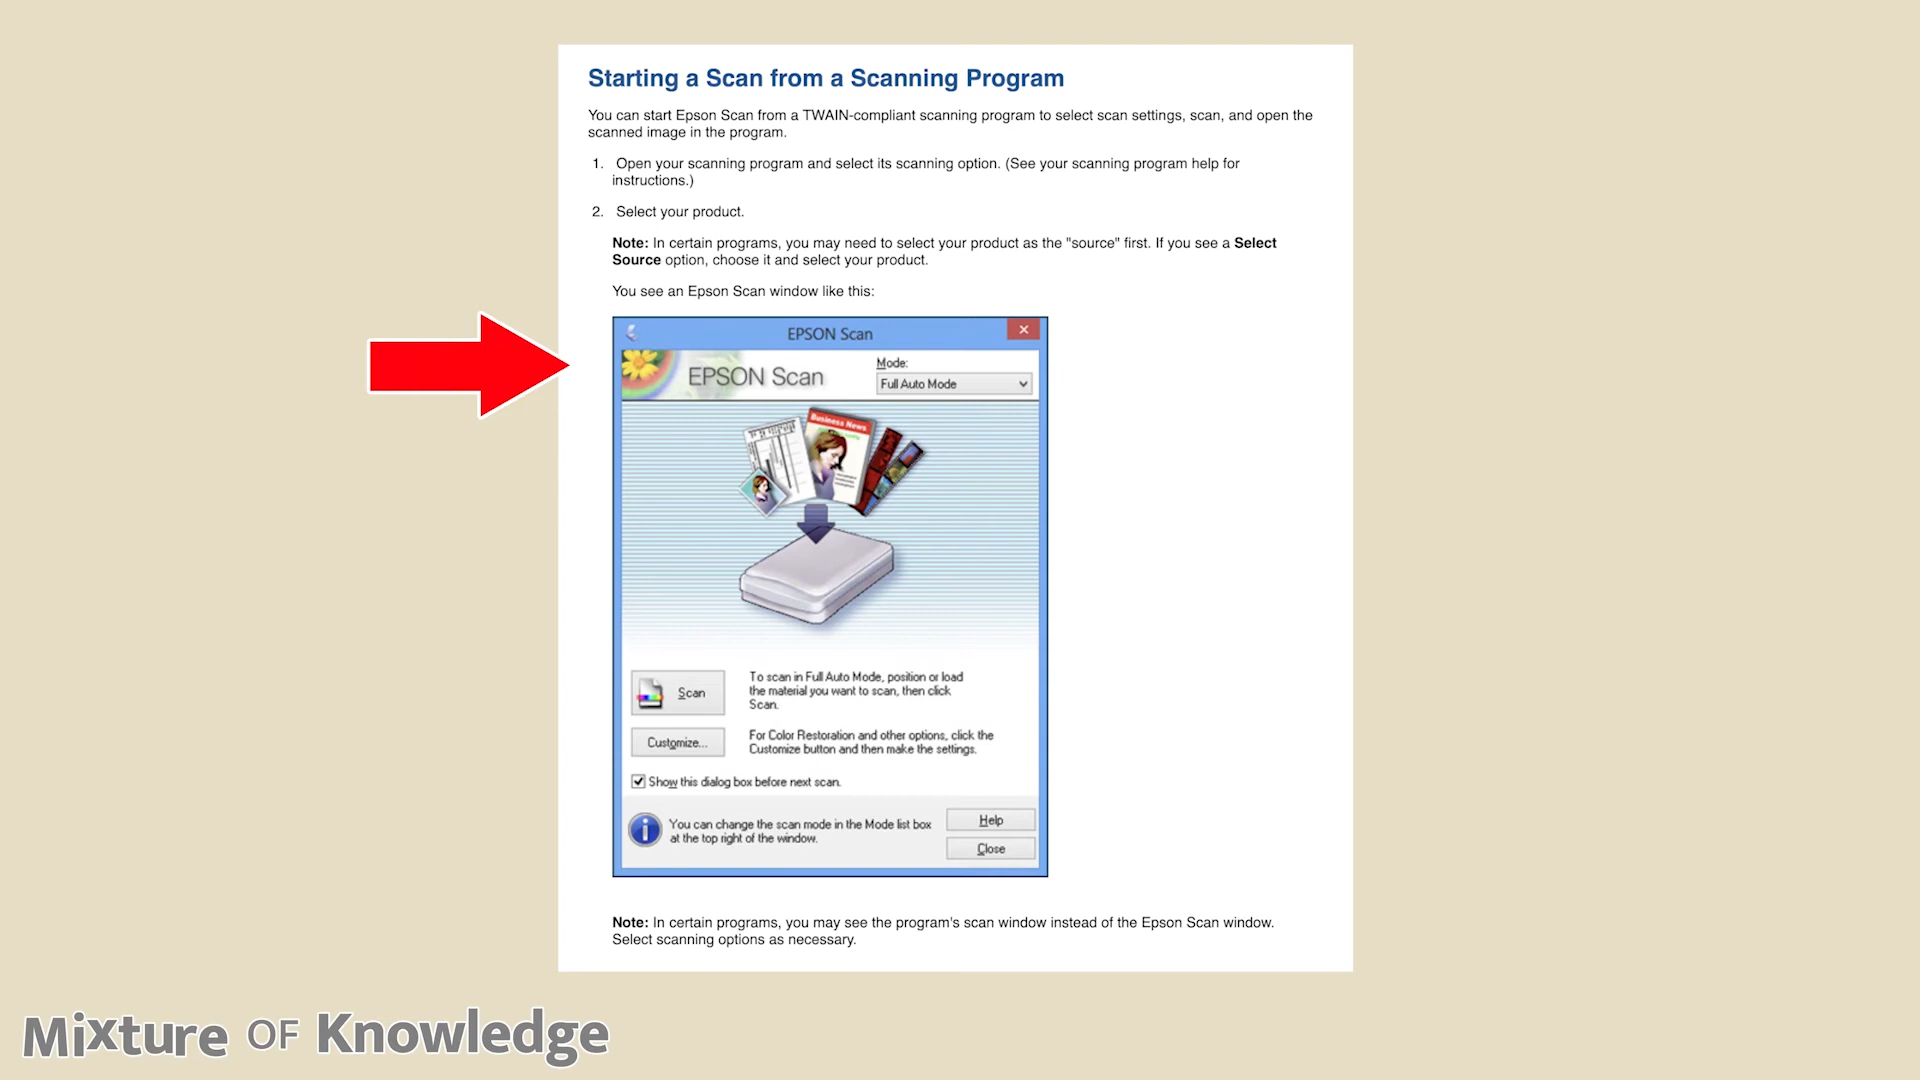 Starting a Scan from a Scanning Program
You can start Epson Scan from a TWAIN-compliant scanning program to select scan settings, scan, and open the
scanned image in the program.
1. Open your scanning program and select its scanning option. (See your scanning program help for
instructions.)
2. Select your product.
Note: In certain programs, you may need to select your product as the "source" first. If you see a Select
Source option, choose it and select your product.
You see an Epson Scan window like this:
EPSON Scan
EPSON Scan
Mode:
Full Auto Mode
Business News
Scan
To scan in Full Auto Mode, position or load
the material you want to scan, then click
Scan.
Customize...
For Color Restoration and other options, click the
Customize button and then make the settings.
Show this dialog box before next scan.
You can change the scan mode in the Mode list box
at the top right of the window.
Help
Close
Note: In certain programs, you may see the program's scan window instead of the Epson Scan window.
Select scanning options as necessary.
Mixture OF Knowledge